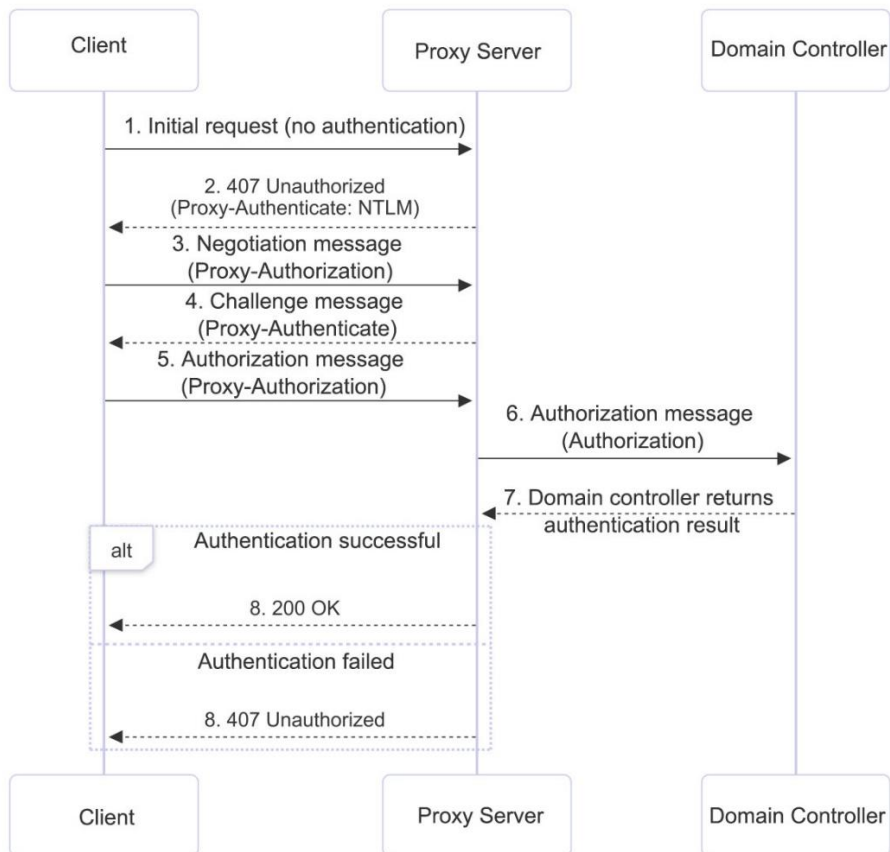 Client
Proxy Server
Domain Controller
1. Initial request (no authentication)
2. 407 Unauthorized
(Proxy-Authenticate: NTLM)
3. Negotiation message
(Proxy-Authorization)
4. Challenge message
(Proxy-Authenticate)
5. Authorization message
(Proxy-Authorization)
6. Authorization message
(Authorization)
7. Domain controller returns
authentication result
alt
Authentication successful
8. 200 OK
Authentication failed
8. 407 Unauthorized
Client
Proxy Server
Domain Controller